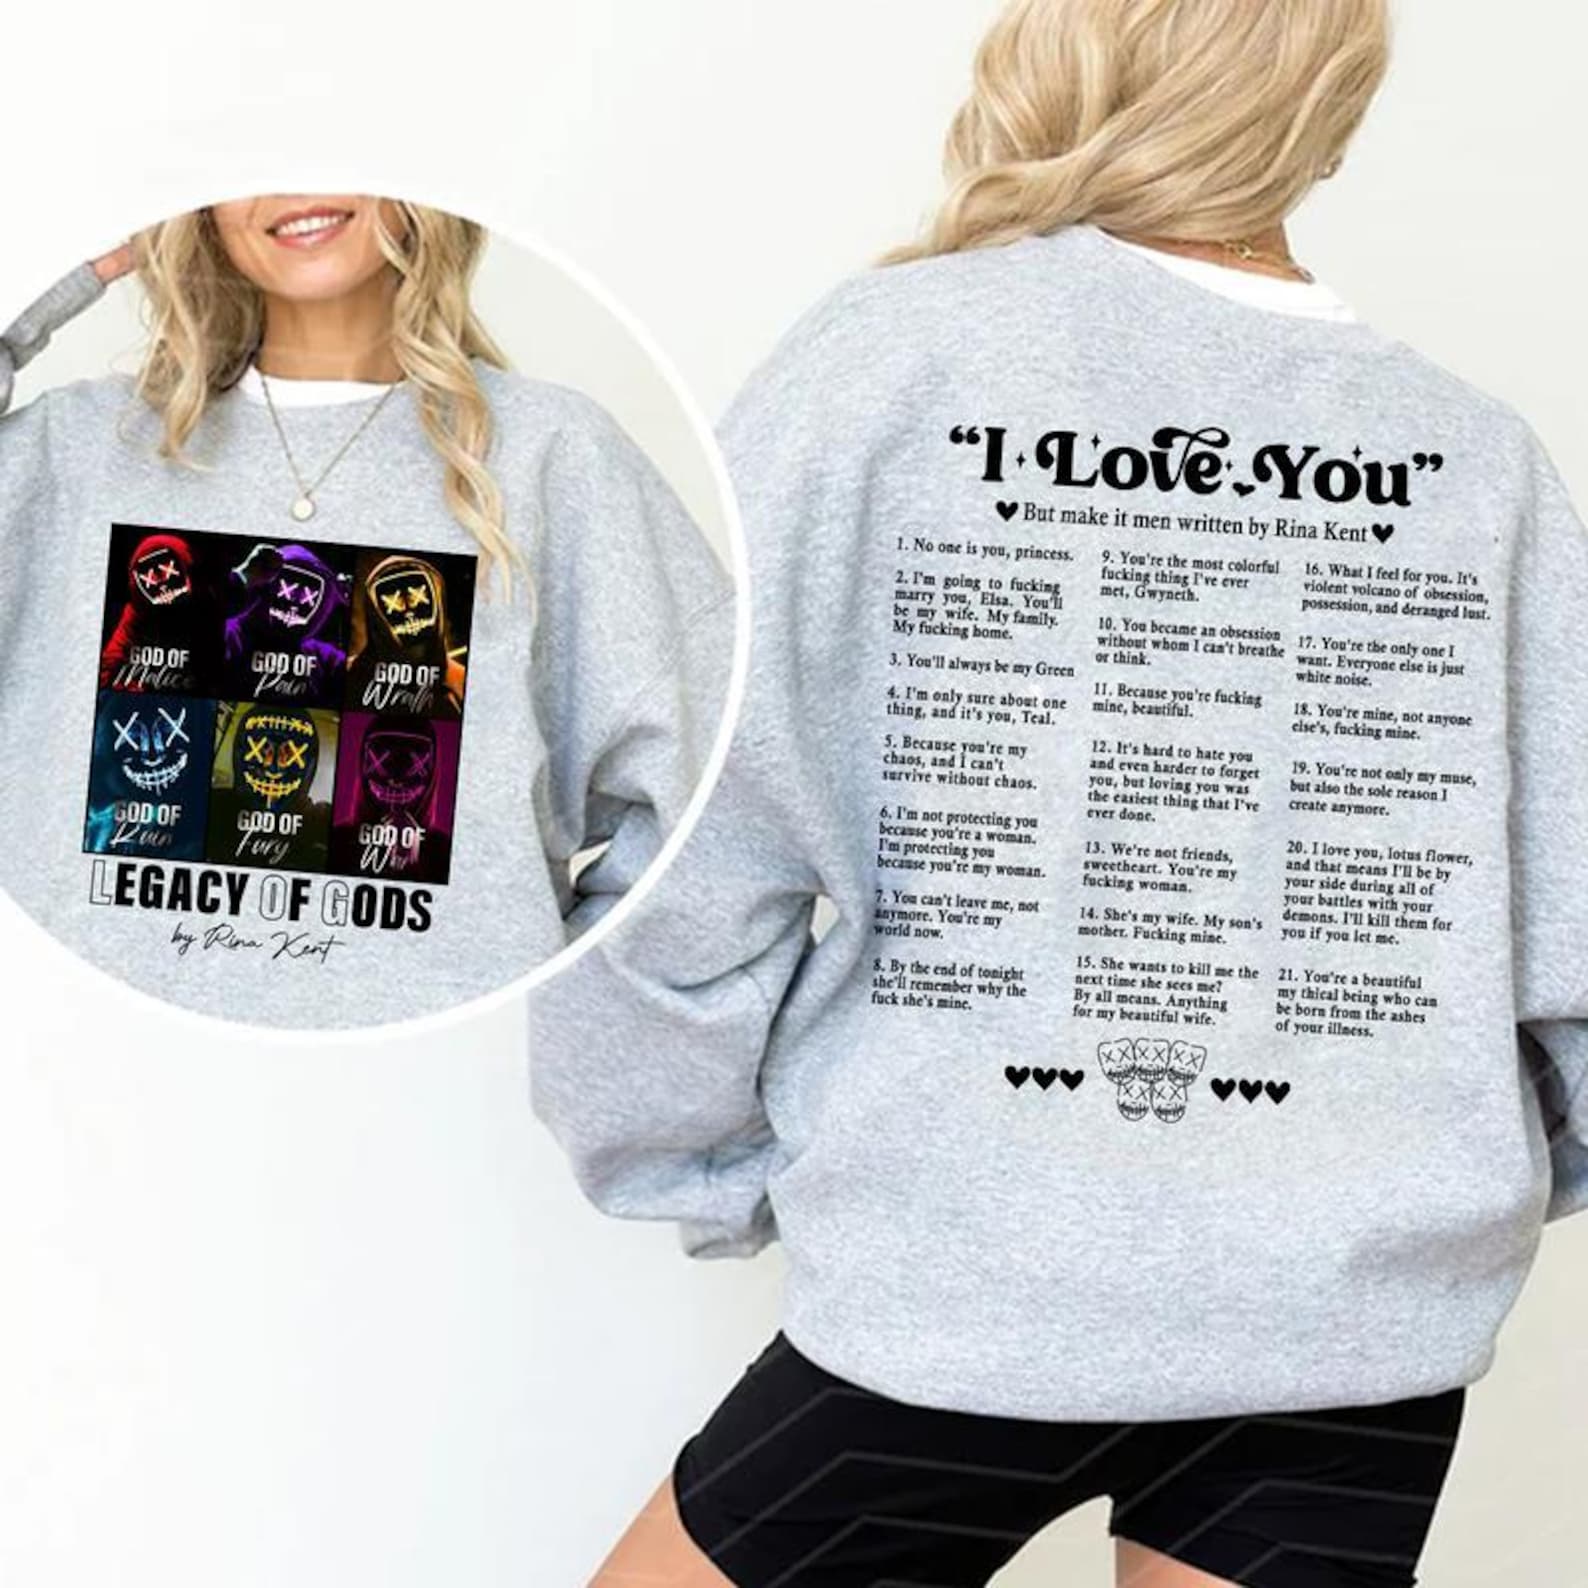 GOD OF
Malice
GOD OF
Pain
GOD OF
Wrath
GOD OF
Ruin
GOD OF
Fury
GOD OF
War
LEGACY OF GODS
by Rina Kent
“I Love You”
But make it men written by Rina Kent
1. No one is you, princess.
2. I'm going to fucking
marry you, Elsa. You'll
be my wife. My family.
My fucking home.
3. You'll always be my Green
4. I'm only sure about one
thing, and it's you, Teal.
5. Because you're my
chaos, and I can't
survive without chaos.
6. I'm not protecting you
because you're a woman.
I'm protecting you
because you're my woman.
7. You can't leave me, not
anymore. You're my
world now.
8. By the end of tonight
she'll remember why the
fuck she's mine.
9. You're the most colorful
fucking thing I've ever
met, Gwyneth.
10. You became an obsession
without whom I can't breathe
or think.
11. Because you're fucking
mine, beautiful.
12. It's hard to hate you
and even harder to forget
you, but loving you was
the easiest thing that I've
ever done.
13. We're not friends,
sweetheart. You're my
fucking woman.
14. She's my wife. My son's
mother. Fucking mine.
15. She wants to kill me the
next time she sees me?
By all means. Anything
for my beautiful wife.
16. What I feel for you. It's
violent volcano of obsession,
possession, and deranged lust.
17. You're the only one I
want. Everyone else is just
white noise.
18. You're mine, not anyone
else's, fucking mine.
19. You're not only my muse,
but also the sole reason I
create anymore.
20. I love you, lotus flower,
and that means I'll be by
your side during all of
your battles with your
demons. I'll kill them for
you if you let me.
21. You're a beautiful
my thical being who can
be born from the ashes
of your illness.